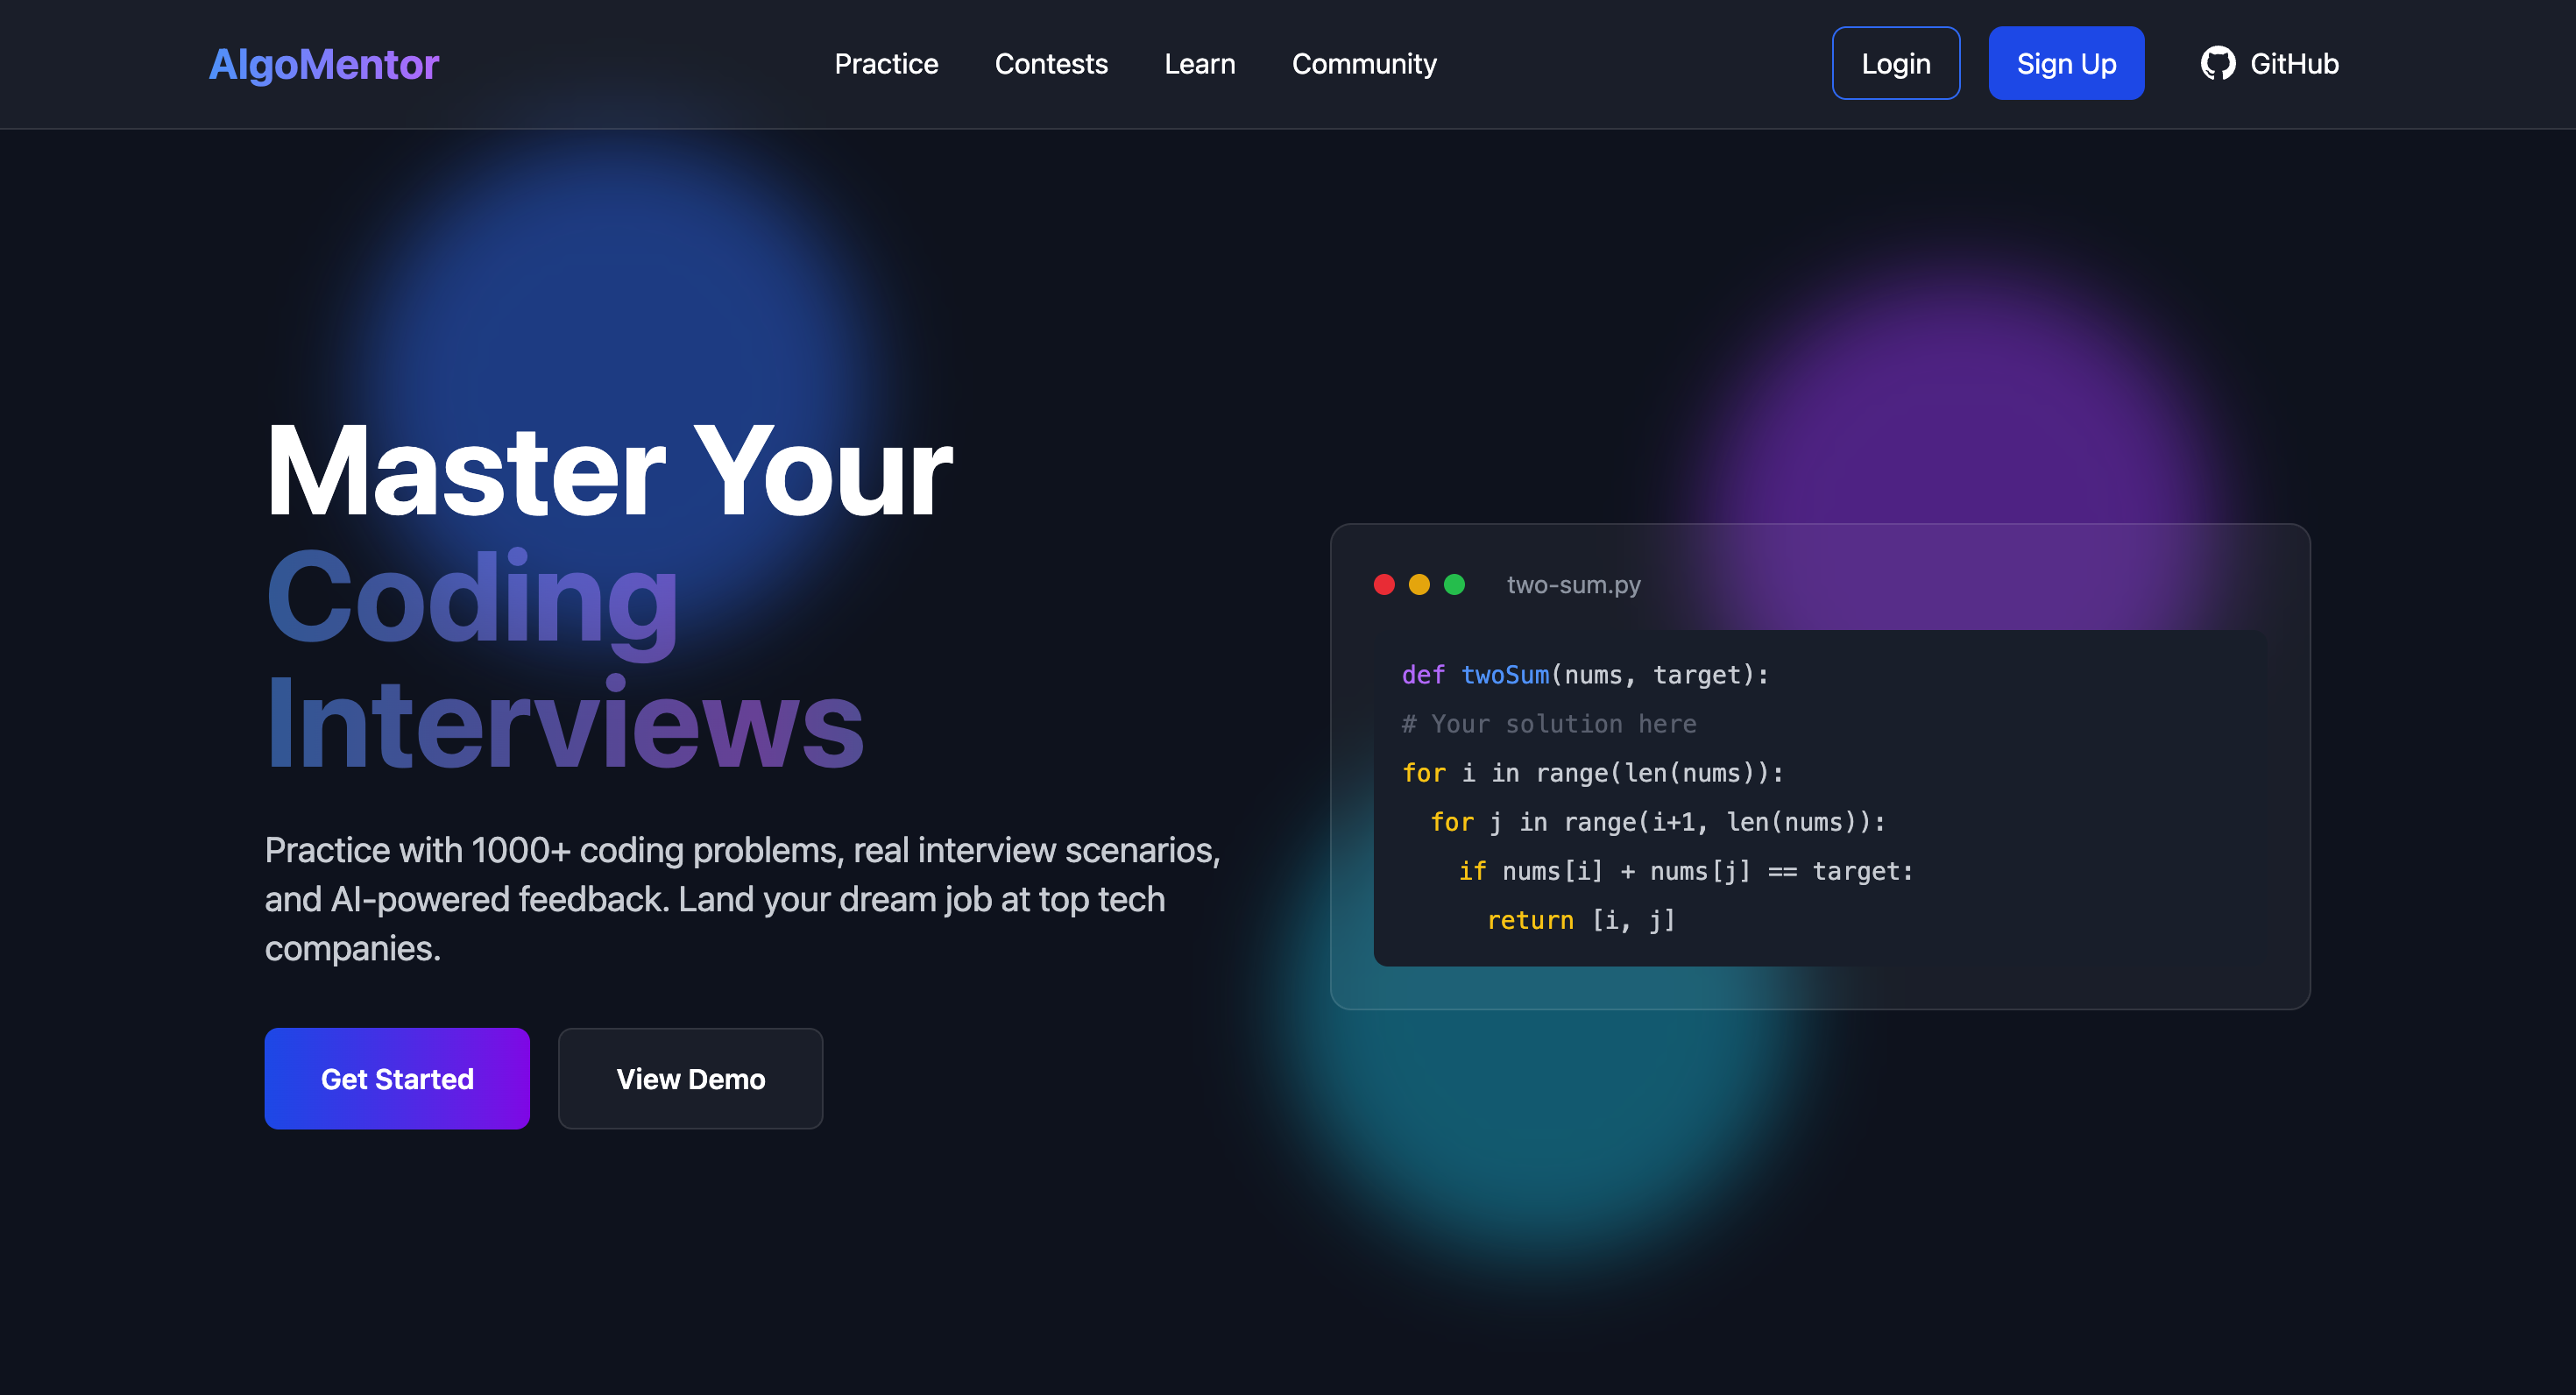 AlgoMentor
Practice
Contests
Learn
Community
Login
Sign Up
GitHub
Master Your
Coding
Interviews
Practice with 1000+ coding problems, real interview scenarios,
and AI-powered feedback. Land your dream job at top tech
companies.
Get Started
View Demo
two-sum.py
def twoSum(nums, target):
# Your solution here
for i in range(len(nums)):
for j in range(i+1, len(nums)):
if nums[i] + nums[j] == target:
return [i, j]